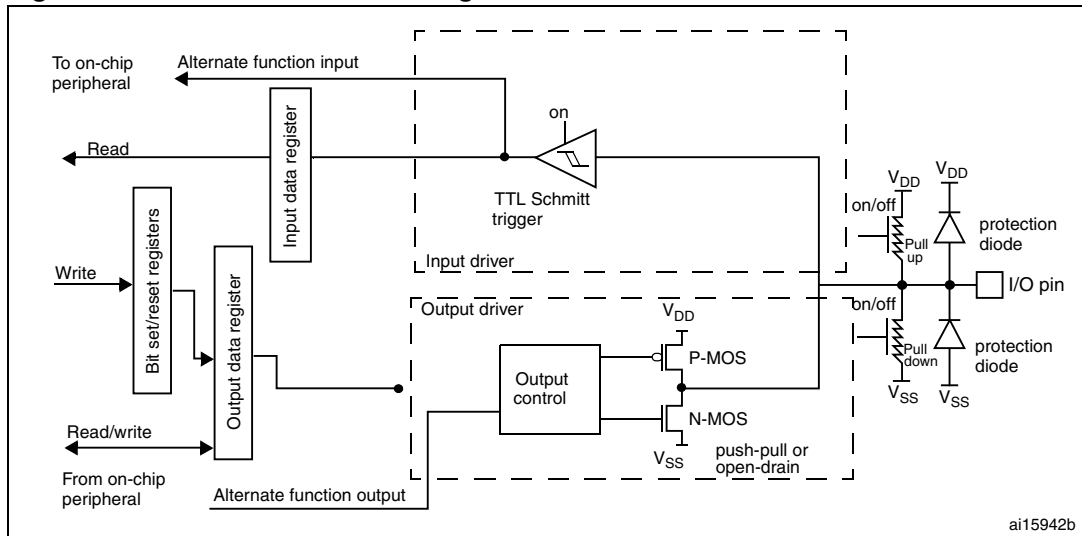 To on-chip
peripheral
Alternate function input
on
Read
Input data register
TTL Schmitt
trigger
Input driver
VDD
VDD
on/off
Pull
up
protection
diode
I/O pin
Write
Bit set/reset registers
Output data register
Output driver
VDD
on/off
Pull
down
protection
diode
VSS
VSS
Output
control
P-MOS
N-MOS
VSS
push-pull or
open-drain
Read/write
From on-chip
peripheral
Alternate function output
ai15942b